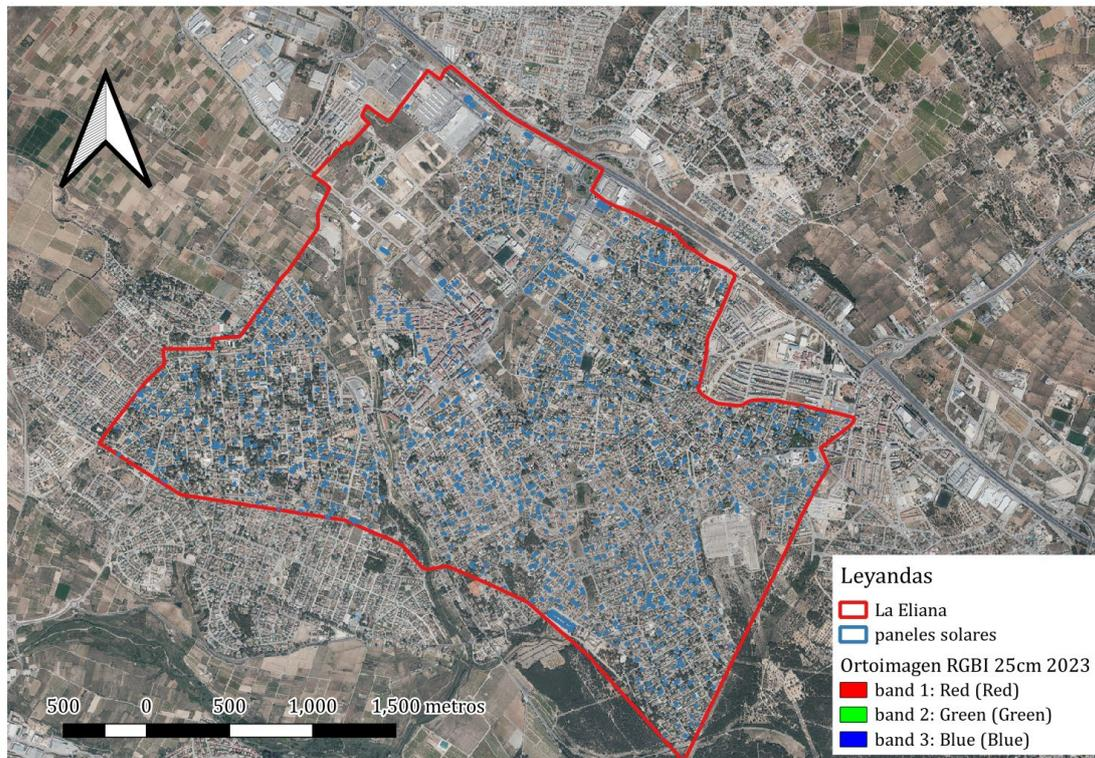 500 0 500 1,000 1,500 metros
Leyandas
La Eliana
paneles solares
Ortoimagen RGBI 25cm 2023
band 1: Red (Red)
band 2: Green (Green)
band 3: Blue (Blue)